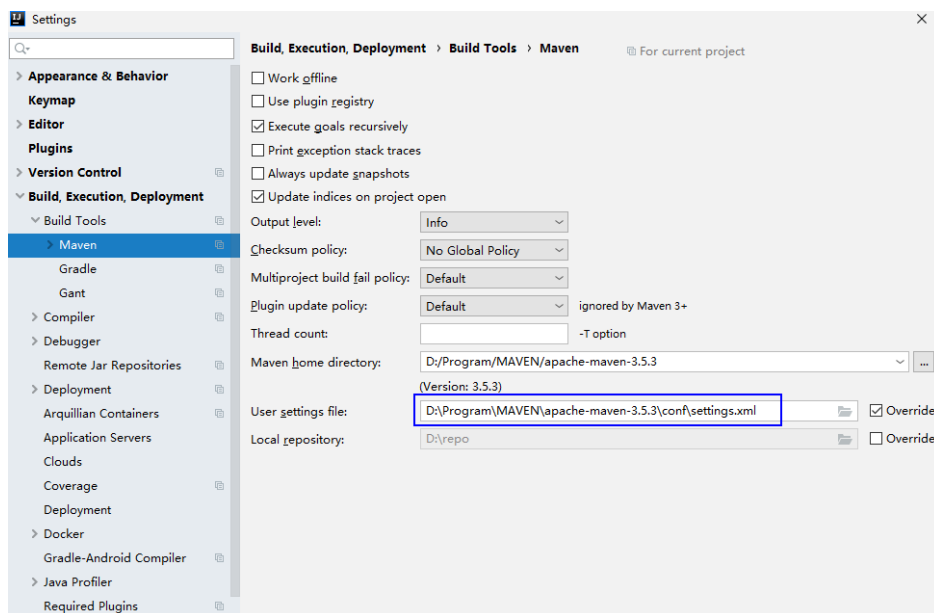 Settings
Build, Execution, Deployment › Build Tools › Maven
For current project
Appearance & Behavior
Keymap
Editor
Plugins
Version Control
Build, Execution, Deployment
Build Tools
Maven
Gradle
Gant
Compiler
Debugger
Remote Jar Repositories
Deployment
Arquillian Containers
Application Servers
Clouds
Coverage
Deployment
Docker
Gradle-Android Compiler
Java Profiler
Required Plugins
Work offline
Use plugin registry
Execute goals recursively
Print exception stack traces
Always update snapshots
Update indices on project open
Output level: Info
Checksum policy: No Global Policy
Multiproject build fail policy: Default
Plugin update policy: Default ignored by Maven 3+
Thread count: -T option
Maven home directory: D:/Program/MAVEN/apache-maven-3.5.3 ...
(Version: 3.5.3)
User settings file: D:\Program\MAVEN\apache-maven-3.5.3\conf\settings.xml Override
Local repository: D:\repo Override